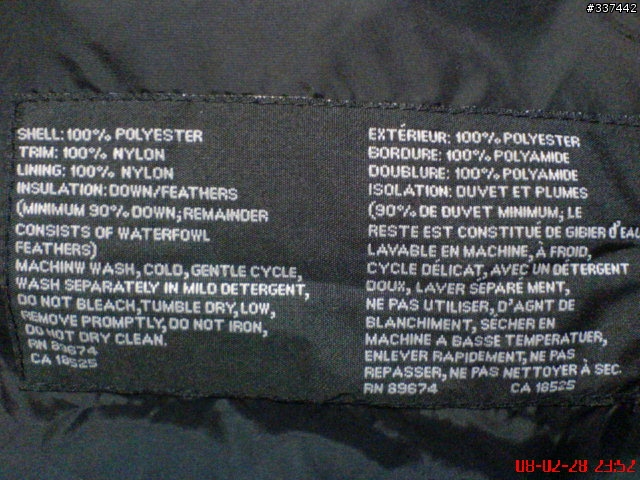 #337442
SHELL: 100% POLYESTER
TRIM: 100% NYLON
LINING: 100% NYLON
INSULATION: DOWN/FEATHERS
(MINIMUM 90% DOWN; REMAINDER
CONSISTS OF WATERFOWL
FEATHERS)
MACHINW WASH, COLD, GENTLE CYCLE,
WASH SEPARATELY IN MILD DETERGENT,
DO NOT BLEACH, TUMBLE DRY, LOW,
REMOVE PROMPTLY, DO NOT IRON,
DO NOT DRY CLEAN.
RN 89674
CA 18525
EXTÉRIEUR: 100% POLYESTER
BORDURE: 100% POLYAMIDE
DOUBLURE: 100% POLYAMIDE
ISOLATION: DUVET ET PLUMES
(90% DE DUVET MINIMUM; LE
RESTE EST CONSTITUÉ DE GIBIER d'EAU
LAVABLE EN MACHINE, À FROID,
CYCLE DÉLICAT, AVEC UN DÉTERGENT
DOUX, LAVER SEPARE MENT,
NE PAS UTILISER, D'AGNT DE
BLANCHIMENT, SÉCHER EN
MACHINE A BASSE TEMPERATUER,
ENLEVER RAPIDEMENT, NE PAS
REPASSER, NE PAS NETTOYER À SEC.
RN 89674 CA 18525
08-02-28 23:52